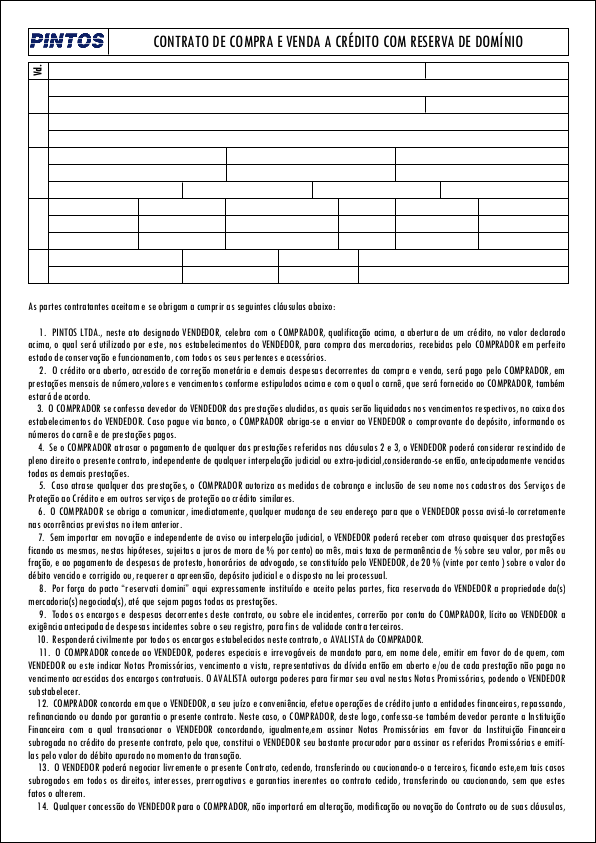 PINTOS
CONTRATO DE COMPRA E VENDA A CRÉDITO COM RESERVA DE DOMÍNIO
Vd.
As partes contratantes aceitam e se obrigam a cumprir as seguintes cláusulas abaixo:
1. PINTOS LTDA., neste ato designado VENDEDOR, celebra com o COMPRADOR, qualificação acima, a abertura de um crédito, no valor declarado
acima, o qual será utilizado por este, nos estabelecimentos do VENDEDOR, para compra das mercadorias, recebidas pelo COMPRADOR em perfeito
estado de conservação e funcionamento, com todos os seus pertences e acessórios.
2. O crédito ora aberto, acrescido de correção monetária e demais despesas decorrentes da compra e venda, será pago pelo COMPRADOR, em
prestações mensais de número,valores e vencimentos conforme estipulados acima e com o qual o carnê, que será fornecido ao COMPRADOR, também
estará de acordo.
3. O COMPRADOR se confessa devedor do VENDEDOR das prestações aludidas, as quais serão liquidadas nos vencimentos respectivos, no caixa dos
estabelecimentos do VENDEDOR. Caso pague via banco, o COMPRADOR obriga-se a enviar ao VENDEDOR o comprovante do depósito, informando os
números do carnê e de prestações pagos.
4. Se o COMPRADOR atrasar o pagamento de qualquer das prestações referidas nas cláusulas 2 e 3, o VENDEDOR poderá considerar rescindido de
pleno direito o presente contrato, independente de qualquer interpelação judicial ou extra-judicial,considerando-se então, antecipadamente vencidas
todas as demais prestações.
5. Caso atrase qualquer das prestações, o COMPRADOR autoriza as medidas de cobrança e inclusão de seu nome nos cadastros dos Serviços de
Proteção ao Crédito e em outros serviços de proteção ao crédito similares.
6. O COMPRADOR se obriga a comunicar, imediatamente, qualquer mudança de seu endereço para que o VENDEDOR possa avisá-lo corretamente
nas ocorrências previstas no item anterior.
7. Sem importar em novação e independente de aviso ou interpelação judicial, o VENDEDOR poderá receber com atraso quaisquer das prestações
ficando as mesmas, nestas hipóteses, sujeitas a juros de mora de % por cento) ao mês, mais taxa de permanência de % sobre seu valor, por mês ou
fração, e ao pagamento de despesas de protesto, honorários de advogado, se constituído pelo VENDEDOR, de 20 % (vinte por cento ) sobre o valor do
débito vencido e corrigido ou, requerer a apreensão, depósito judicial e o disposto na lei processual.
8. Por força do pacto “reservati domini” aqui expressamente instituído e aceito pelas partes, fica reservada do VENDEDOR a propriedade da(s)
mercadoria(s)negociada(s), até que sejam pagas todas as prestações.
9. Todos os encargos e despesas decorrentes deste contrato, ou sobre ele incidentes, correrão por conta do COMPRADOR, lícito ao VENDEDOR a
exigência antecipada de despesas incidentes sobre o seu registro, para fins de validade contra terceiros.
10. Responderá civilmente por todos os encargos estabelecidos neste contrato, o AVALISTA do COMPRADOR.
11. O COMPRADOR concede ao VENDEDOR, poderes especiais e irrevogáveis de mandato para, em nome dele, emitir em favor do de quem, com
VENDEDOR ou este indicar Notas Promissórias, vencimento a vista, representativas da dívida então em aberto e/ou de cada prestação não paga no
vencimento acrescidas dos encargos contratuais. O AVALISTA outorga poderes para firmar seu aval nestas Notas Promissórias, podendo o VENDEDOR
substabelecer.
12. COMPRADOR concorda em que o VENDEDOR, a seu juízo e conveniência, efetue operações de crédito junto a entidades financeiras, repassando,
refinanciando ou dando por garantia o presente contrato. Neste caso, o COMPRADOR, deste logo, confessa-se também devedor perante a Instituição
Financeira com a qual transacionar o VENDEDOR concordando, igualmente,em assinar Notas Promissórias em favor da Instituição Financeira
subrogada no crédito do presente contrato, pelo que, constitui o VENDEDOR seu bastante procurador para assinar as referidas Promissórias e emití-
las pelo valor do débito apurado no momento da transação.
13. O VENDEDOR poderá negociar livremente o presente Contrato, cedendo, transferindo ou caucionando-o a terceiros, ficando este,em tais casos
subrogados em todos os direitos, interesses, prerrogativas e garantias inerentes ao contrato cedido, transferindo ou caucionando, sem que estes
fatos o alterem.
14. Qualquer concessão do VENDEDOR para o COMPRADOR, não importará em alteração, modificação ou novação do Contrato ou de suas cláusulas,